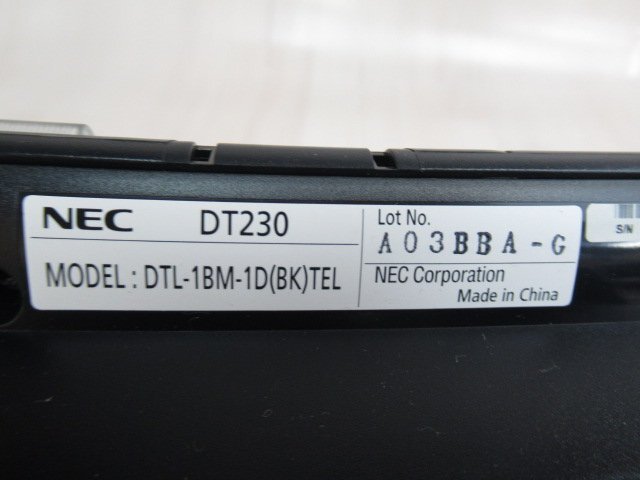 NEC DT230
MODEL : DTL-1BM-1D(BK)TEL
Lot No.
A03BBA-G
NEC Corporation
Made in China
S/N